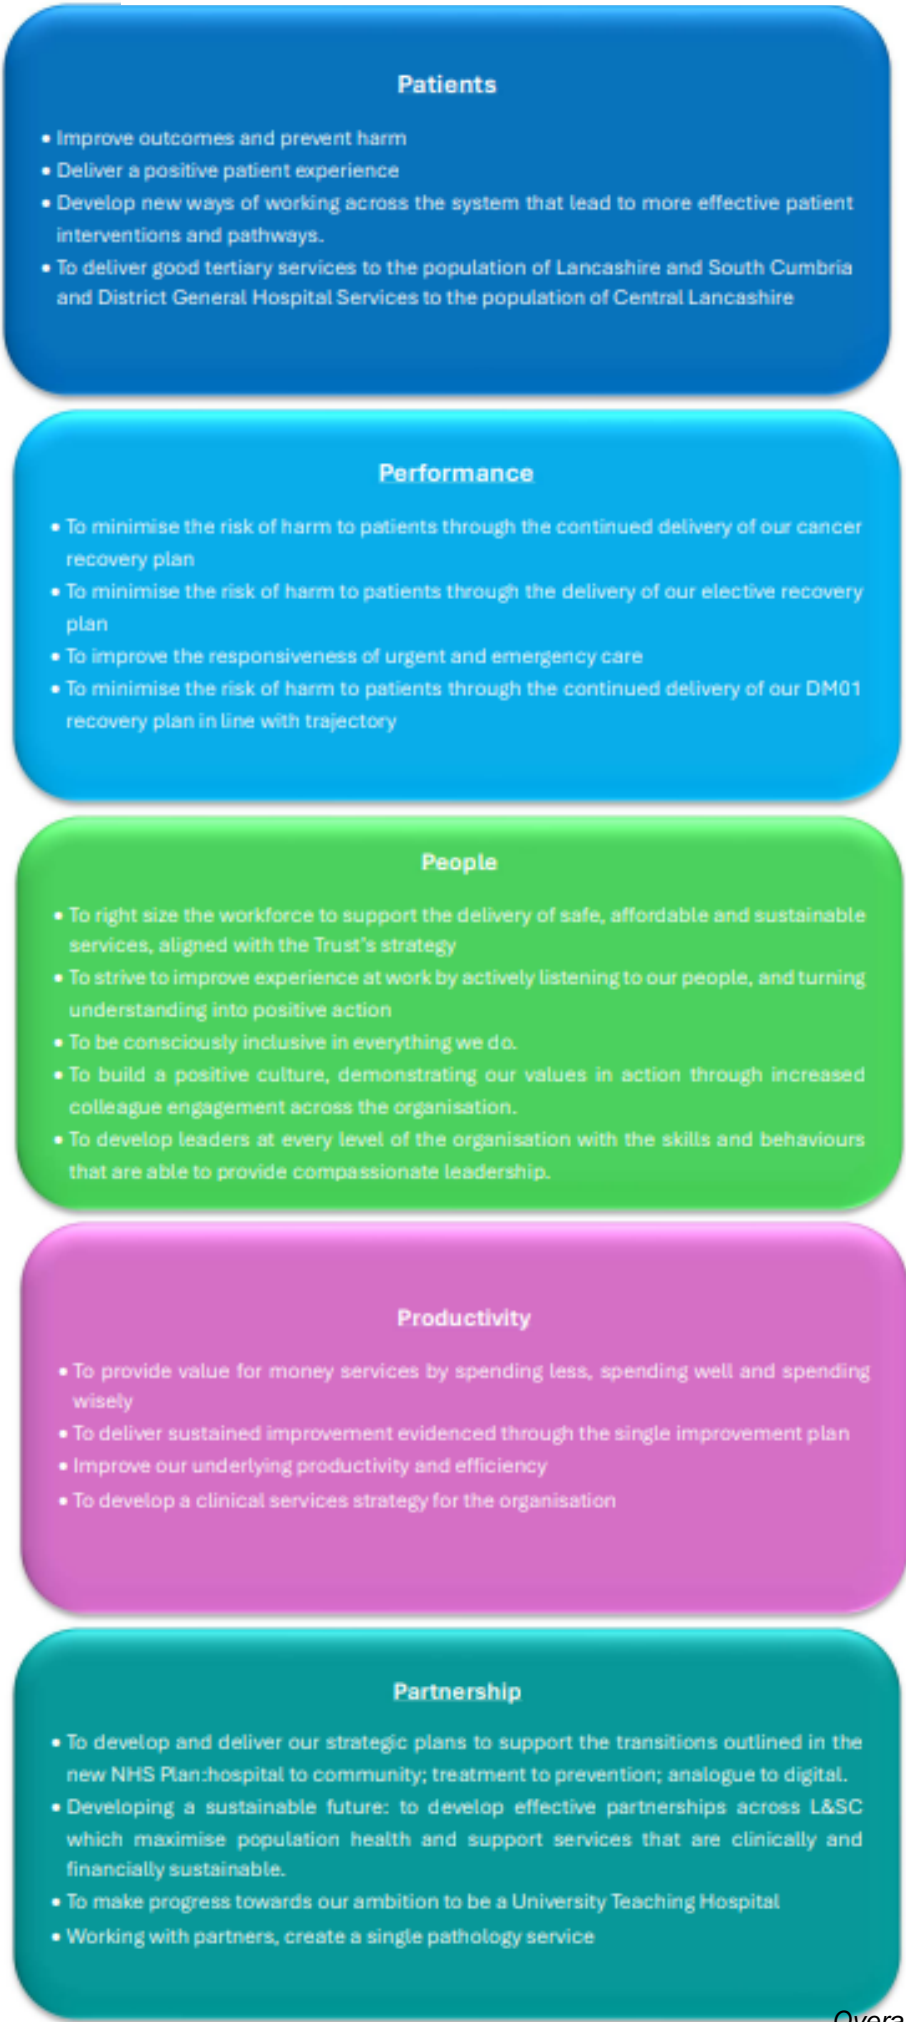 Patients
• Improve outcomes and prevent harm
• Deliver a positive patient experience
• Develop new ways of working across the system that lead to more effective patient
interventions and pathways.
• To deliver good tertiary services to the population of Lancashire and South Cumbria
and District General Hospital Services to the population of Central Lancashire
Performance
• To minimise the risk of harm to patients through the continued delivery of our cancer
recovery plan
• To minimise the risk of harm to patients through the delivery of our elective recovery
plan
• To improve the responsiveness of urgent and emergency care
• To minimise the risk of harm to patients through the continued delivery of our DM01
recovery plan in line with trajectory
People
• To right size the workforce to support the delivery of safe, affordable and sustainable
services, aligned with the Trust's strategy
• To strive to improve experience at work by actively listening to our people, and turning
understanding into positive action
• To be consciously inclusive in everything we do.
• To build a positive culture, demonstrating our values in action through increased
colleague engagement across the organisation.
• To develop leaders at every level of the organisation with the skills and behaviours
that are able to provide compassionate leadership.
Productivity
• To provide value for money services by spending less, spending well and spending
wisely
• To deliver sustained improvement evidenced through the single improvement plan
• Improve our underlying productivity and efficiency
• To develop a clinical services strategy for the organisation
Partnership
• To develop and deliver our strategic plans to support the transitions outlined in the
new NHS Plan:hospital to community; treatment to prevention; analogue to digital.
• Developing a sustainable future: to develop effective partnerships across L&SC
which maximise population health and support services that are clinically and
financially sustainable.
• To make progress towards our ambition to be a University Teaching Hospital
• Working with partners, create a single pathology service